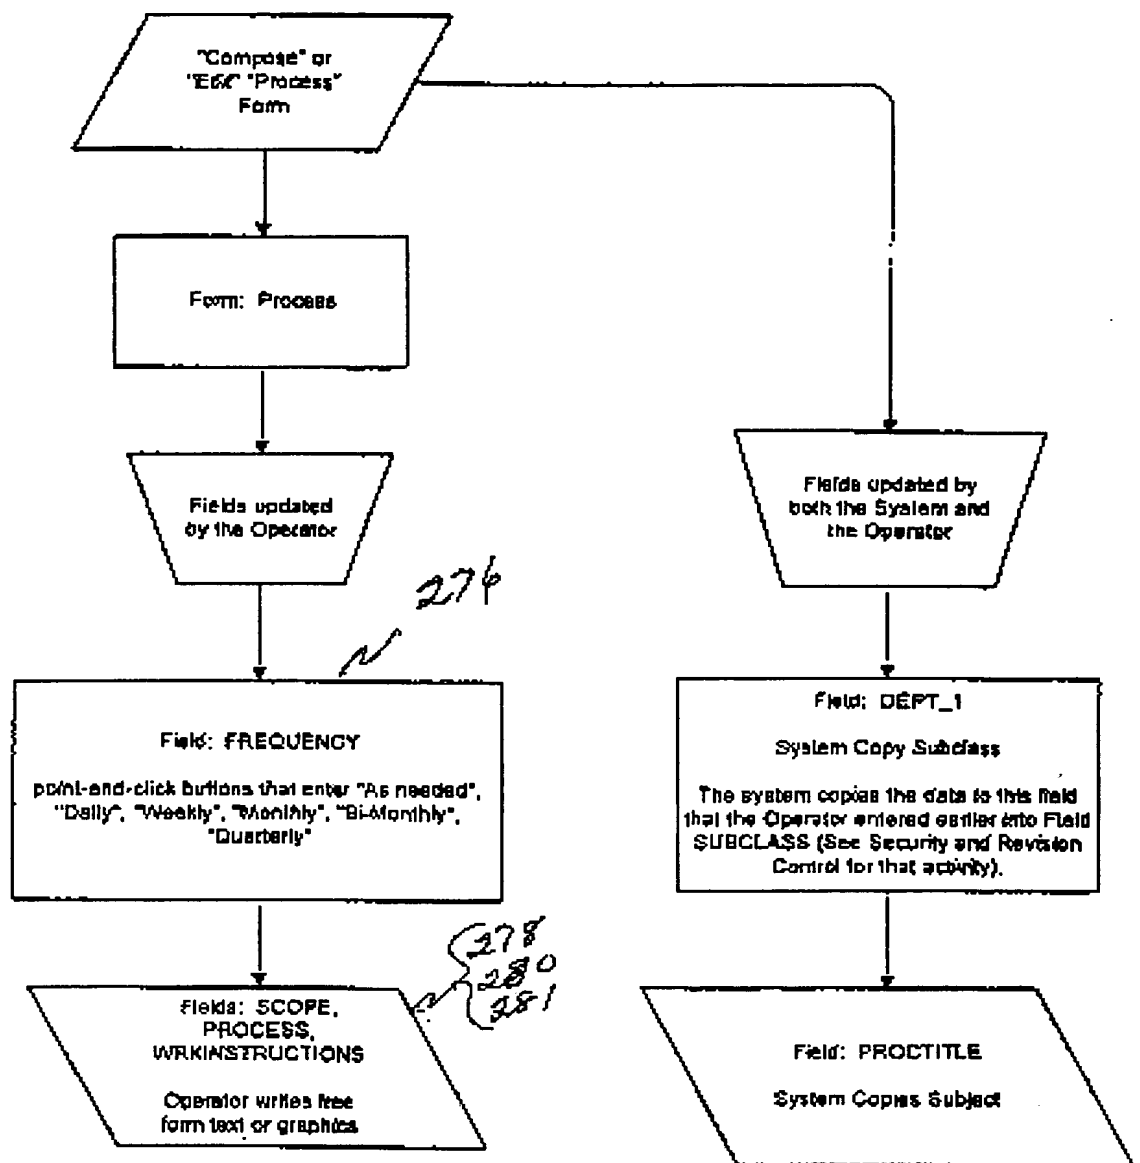 "Compose" or
"Edit" "Process"
Form
Form: Process
Fields updated
by the Operator
276
Field: FREQUENCY
point-and-click buttons that enter "As needed",
"Daily", "Weekly", "Monthly", "Bi-Monthly",
"Quarterly"
278
280
281
Fields: SCOPE,
PROCESS,
WRKINSTRUCTIONS
Operator writes free
form text or graphics
Fields updated by
both the System and
the Operator
Field: DEPT_1
System Copy Subclass
The system copies the data to this field
that the Operator entered earlier into Field
SUBCLASS (See Security and Revision
Control for that activity).
Field: PROCTITLE
System Copies Subject